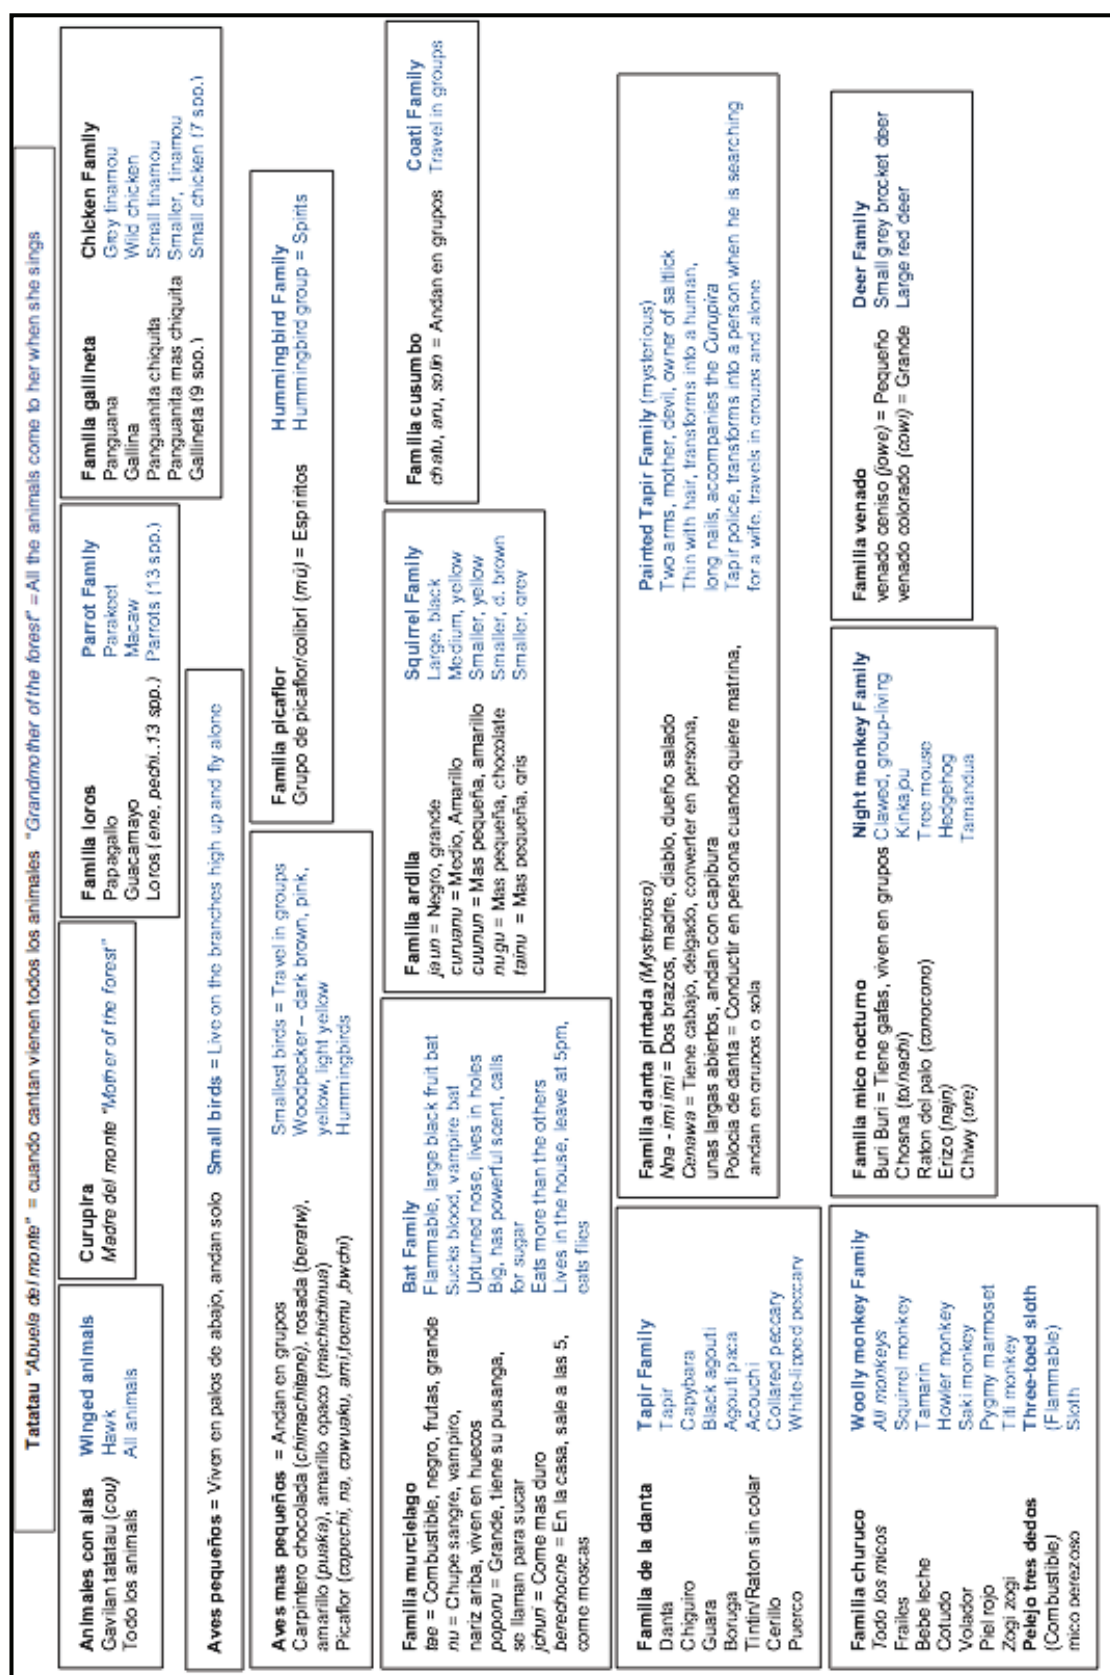 Tatatau "Abuela del monte" = cuando cantan vienen todos los animales "Grandmother of the forest" = All the animals come to her when she sings
Animales con alas
Gavilan tatatau (cou)
Todo los animals
Winged animals
Hawk
All animals
Curupira
Madre del monte "Mother of the forest"
Familia loros
Papagallo
Guacamayo
Loros (ene, pechi..13 spp.)
Parrot Family
Parakeet
Macaw
Parrots (13 spp.)
Familia gallineta
Panguana
Gallina
Panguanita chiquita
Panguanita mas chiquita
Gallineta (9 spp.)
Chicken Family
Grey tinamou
Wild chicken
Small tinamou
Smaller, tinamou
Small chicken (7 spp.)
Aves pequeños = Viven en palos de abajo, andan solo Small birds = Live on the branches high up and fly alone
Aves mas pequeños = Andan en grupos
Carpintero chocolada (chimachitene), rosada (beratw),
amarillo (puaka), amarillo opaco (machichinua)
Picaflor (capechi, na, cowuaku, ami,toemu ,bwchi)
Smallest birds = Travel in groups
Woodpecker – dark brown, pink,
yellow, light yellow
Hummingbirds
Familia picaflor
Grupo de picaflor/colibrí (mū) = Espriritos
Hummingbird Family
Hummingbird group = Spirits
Familia murcielago
tae = Combustible, negro, frutas, grande
nu = Chupe sangre, vampiro,
nariz ariba, viven en huecos
poporu = Grande, tiene su pusanga,
se llaman para sucar
jchuri = Come mas duro
berechocne = En la casa, sale a las 5,
come moscas
Bat Family
Flammable, large black fruit bat
Sucks blood, vampire bat
Upturned nose, lives in holes
Big, has powerful scent, calls
for sugar
Eats more than the others
Lives in the house, leave at 5pm,
eats flies
Familia ardilla
jaun = Negro, grande
curuanu = Medio, Amarillo
cuunun = Mas pequeña, amarillo
nugu = Mas pequeña, chocolate
tainu = Mas pequeña, gris
Squirrel Family
Large, black
Medium, yellow
Smaller, yellow
Smaller, d. brown
Smaller, grey
Familia cusumbo
chatu, aru, solin = Andan en grupos
Coati Family
Travel in groups
Familia de la danta
Danta
Chiguiro
Guara
Boruga
Tintin/Raton sin colar
Cerillo
Puerco
Tapir Family
Tapir
Capybara
Black agouti
Agouti paca
Acouchi
Collared peccary
White-lipped peccary
Familia danta pintada (Mysterioso)
Nha - imi imi = Dos brazos, madre, diablo, dueño salado
Cenawa = Tiene cabajo, delgado, converter en persona,
unas largas abiertos, andan con capibura
Polocia de danta = Conductir en persona cuando quiere matrina,
andan en grupos o sola
Painted Tapir Family (mysterious)
Two arms, mother, devil, owner of saltlick
Thin with hair, transforms into a human,
long nails, accompanies the Curupira
Tapir police, transforms into a person when he is searching
for a wife, travels in groups and alone
Familia churuco
Todo los micos
Frailes
Bebe leche
Cotudo
Volador
Piel rojo
Zogi zogi
Pelejo tres dedos
(Combustible)
mico perezoso
Woolly monkey Family
All monkeys
Squirrel monkey
Tamarin
Howler monkey
Saki monkey
Pygmy marmoset
Titi monkey
Three-toed sloth
(Flammable)
Sloth
Familia mico nocturno
Buri Buri = Tiene gafas, viven en grupos
Chosna (to/nachi)
Raton del palo (conocono)
Erizo (najn)
Chiwy (ore)
Night monkey Family
Clawed, group-living
Kinkajou
Tree mouse
Hedgehog
Tamandua
Familia venado
venado ceniso (jowe) = Pequeño
venado colorado (cowi) = Grande
Deer Family
Small grey brocket deer
Large red deer